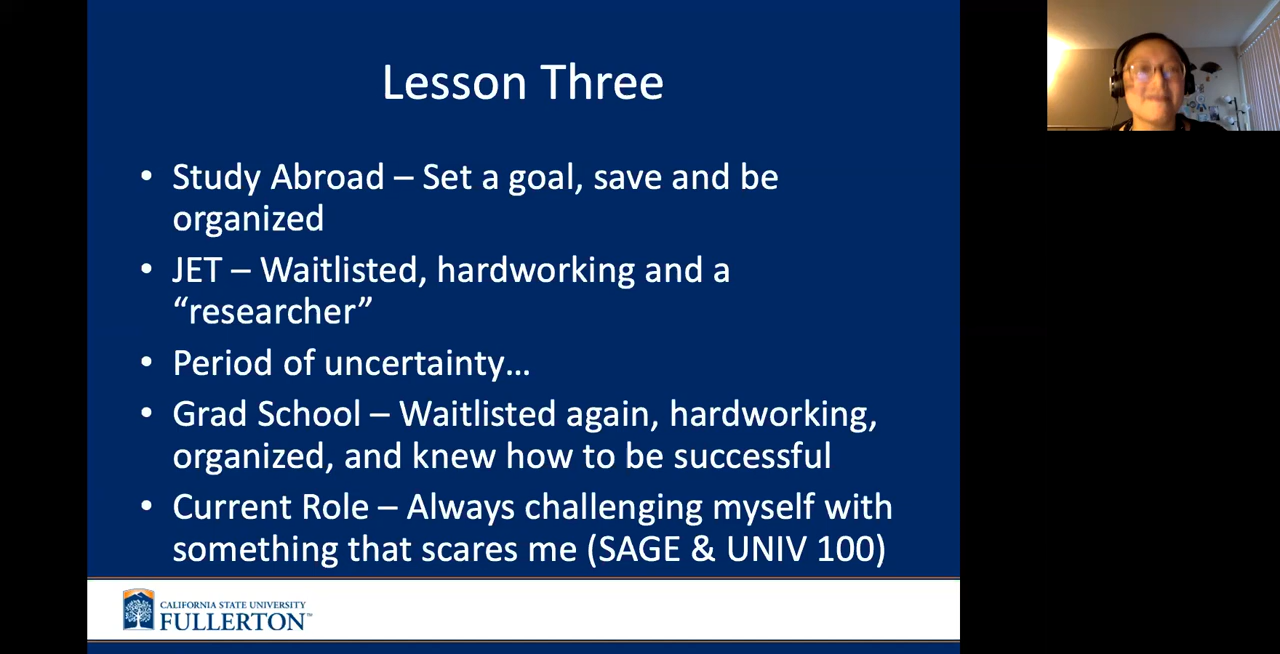 Lesson Three
• Study Abroad – Set a goal, save and be
organized
• JET – Waitlisted, hardworking and a
“researcher”
• Period of uncertainty…
• Grad School – Waitlisted again, hardworking,
organized, and knew how to be successful
• Current Role – Always challenging myself with
something that scares me (SAGE & UNIV 100)
CALIFORNIA STATE UNIVERSITY
FULLERTON™